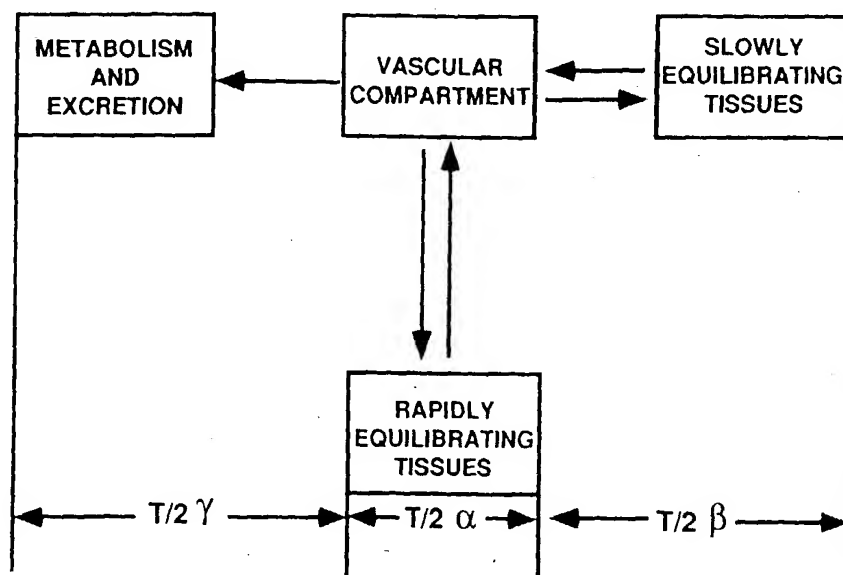 METABOLISM
AND
EXCRETION
VASCULAR
COMPARTMENT
SLOWLY
EQUILIBRATING
TISSUES
RAPIDLY
EQUILIBRATING
TISSUES
T/2 γ
T/2 α
T/2 β